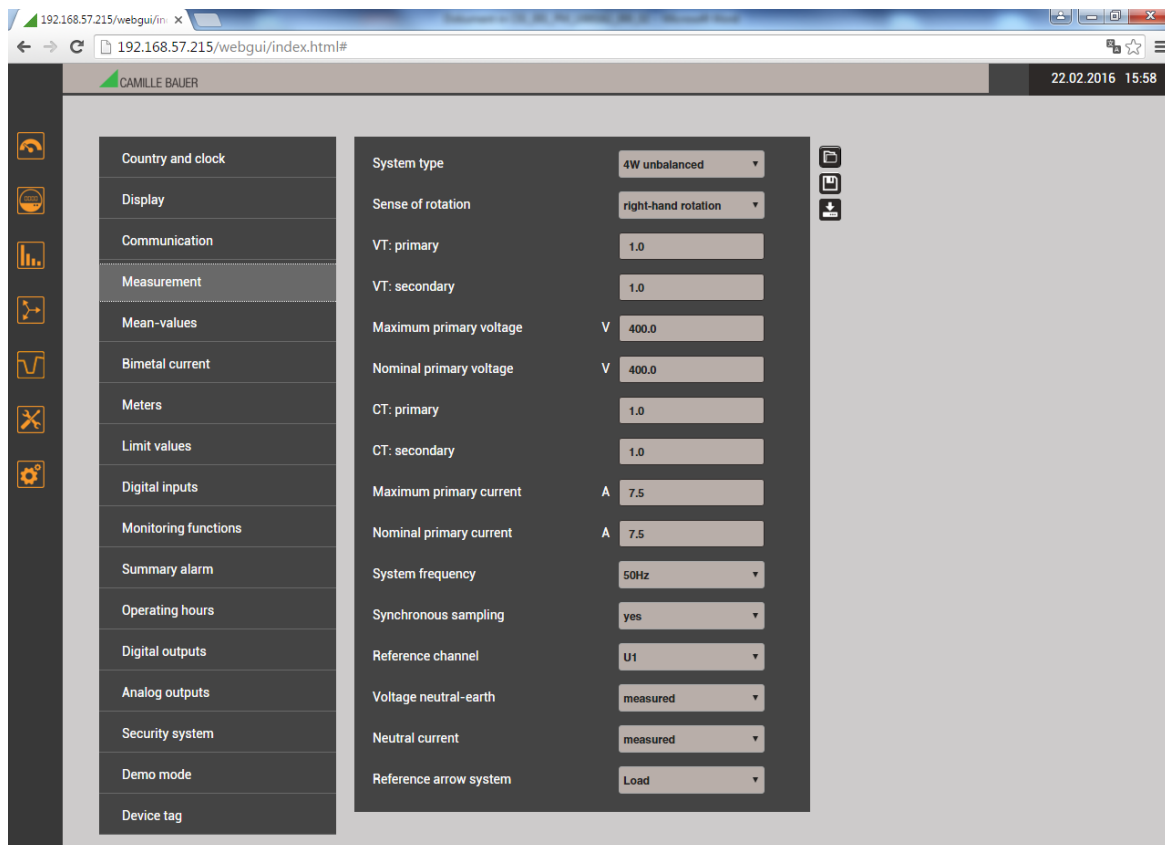 192.168.57.215/webgui/in
192.168.57.215/webgui/index.html#
CAMILLE BAUER
22.02.2016 15:58
Country and clock
Display
Communication
Measurement
Mean-values
Bimetal current
Meters
Limit values
Digital inputs
Monitoring functions
Summary alarm
Operating hours
Digital outputs
Analog outputs
Security system
Demo mode
Device tag
System type 4W unbalanced
Sense of rotation right-hand rotation
VT: primary 1.0
VT: secondary 1.0
Maximum primary voltage V 400.0
Nominal primary voltage V 400.0
CT: primary 1.0
CT: secondary 1.0
Maximum primary current A 7.5
Nominal primary current A 7.5
System frequency 50Hz
Synchronous sampling yes
Reference channel U1
Voltage neutral-earth measured
Neutral current measured
Reference arrow system Load